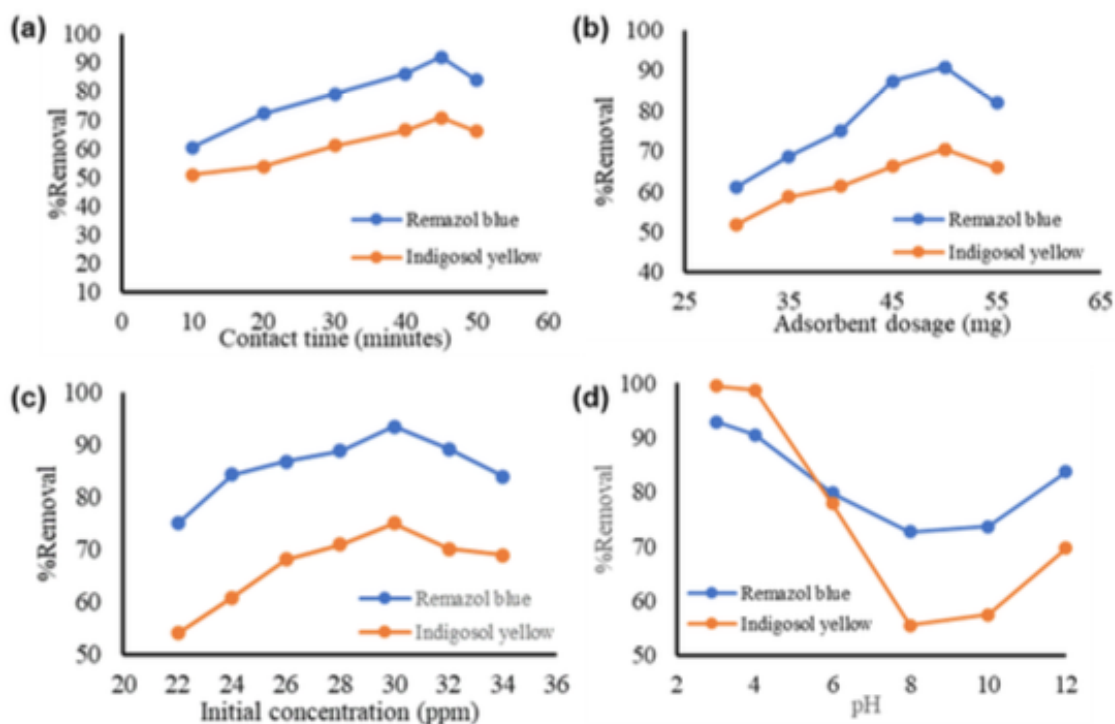 (a)
100
90
80
70
60
50
40
30
20
10
%Removal
Remazol blue
Indigosol yellow
0 10 20 30 40 50 60
Contact time (minutes)
(b)
100
90
80
70
60
50
40
%Removal
Remazol blue
Indigosol yellow
25 35 45 55 65
Adsorbent dosage (mg)
(c)
100
90
80
70
60
50
%Removal
Remazol blue
Indigosol yellow
20 22 24 26 28 30 32 34 36
Initial concentration (ppm)
(d)
100
90
80
70
60
50
%Removal
Remazol blue
Indigosol yellow
2 4 6 8 10 12
pH